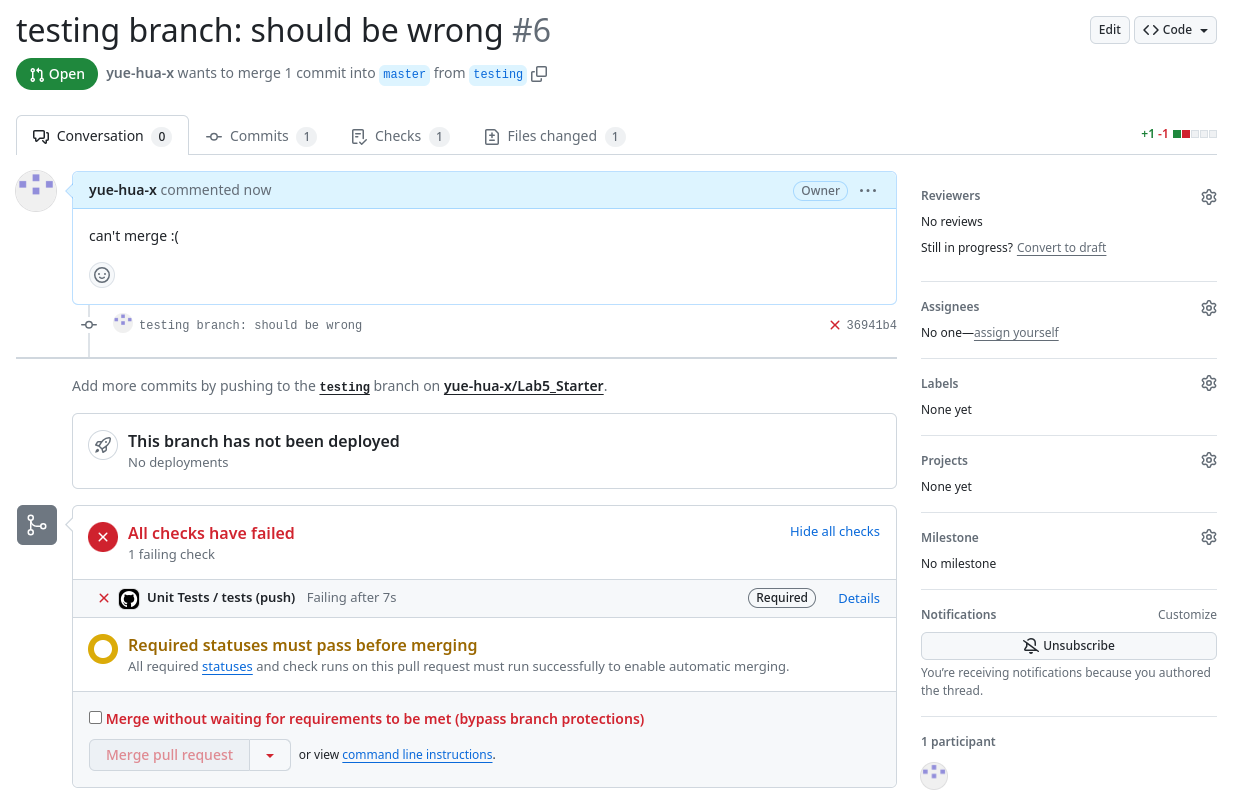 testing branch: should be wrong #6
Edit
Code
Open
yue-hua-x wants to merge 1 commit into master from testing
Conversation 0
Commits 1
Checks 1
Files changed 1
+1 -1
yue-hua-x commented now
Owner
can't merge :(
testing branch: should be wrong
36941b4
Add more commits by pushing to the testing branch on yue-hua-x/Lab5_Starter.
This branch has not been deployed
No deployments
All checks have failed
1 failing check
Hide all checks
Unit Tests / tests (push) Failing after 7s
Required
Details
Required statuses must pass before merging
All required statuses and check runs on this pull request must run successfully to enable automatic merging.
Merge without waiting for requirements to be met (bypass branch protections)
Merge pull request
or view command line instructions.
Reviewers
No reviews
Still in progress? Convert to draft
Assignees
No one—assign yourself
Labels
None yet
Projects
None yet
Milestone
No milestone
Notifications
Customize
Unsubscribe
You’re receiving notifications because you authored
the thread.
1 participant